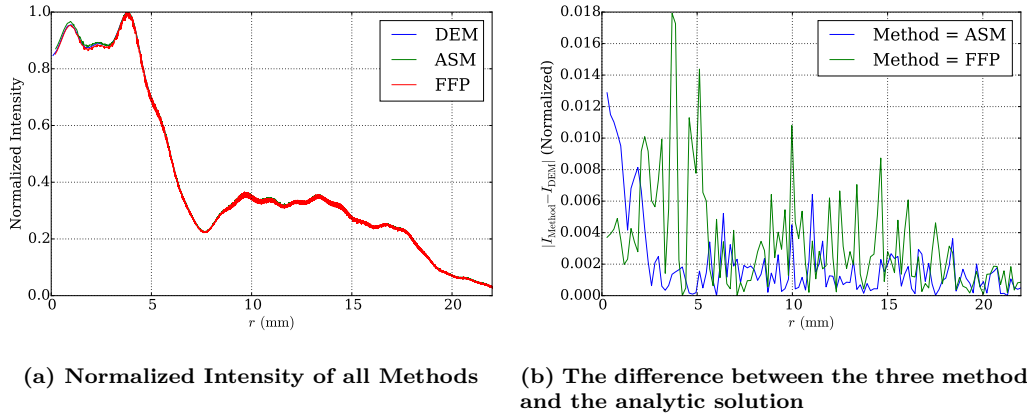 1.0
0.8
0.6
0.4
0.2
0.0
Normalized Intensity
0
5
10
15
20
r (mm)
DEM
ASM
FFP
0.018
0.016
0.014
0.012
0.010
0.008
0.006
0.004
0.002
0.000
|I_Method − I_DEM| (Normalized)
0
5
10
15
20
r (mm)
Method = ASM
Method = FFP
(a) Normalized Intensity of all Methods
(b) The difference between the three method
and the analytic solution